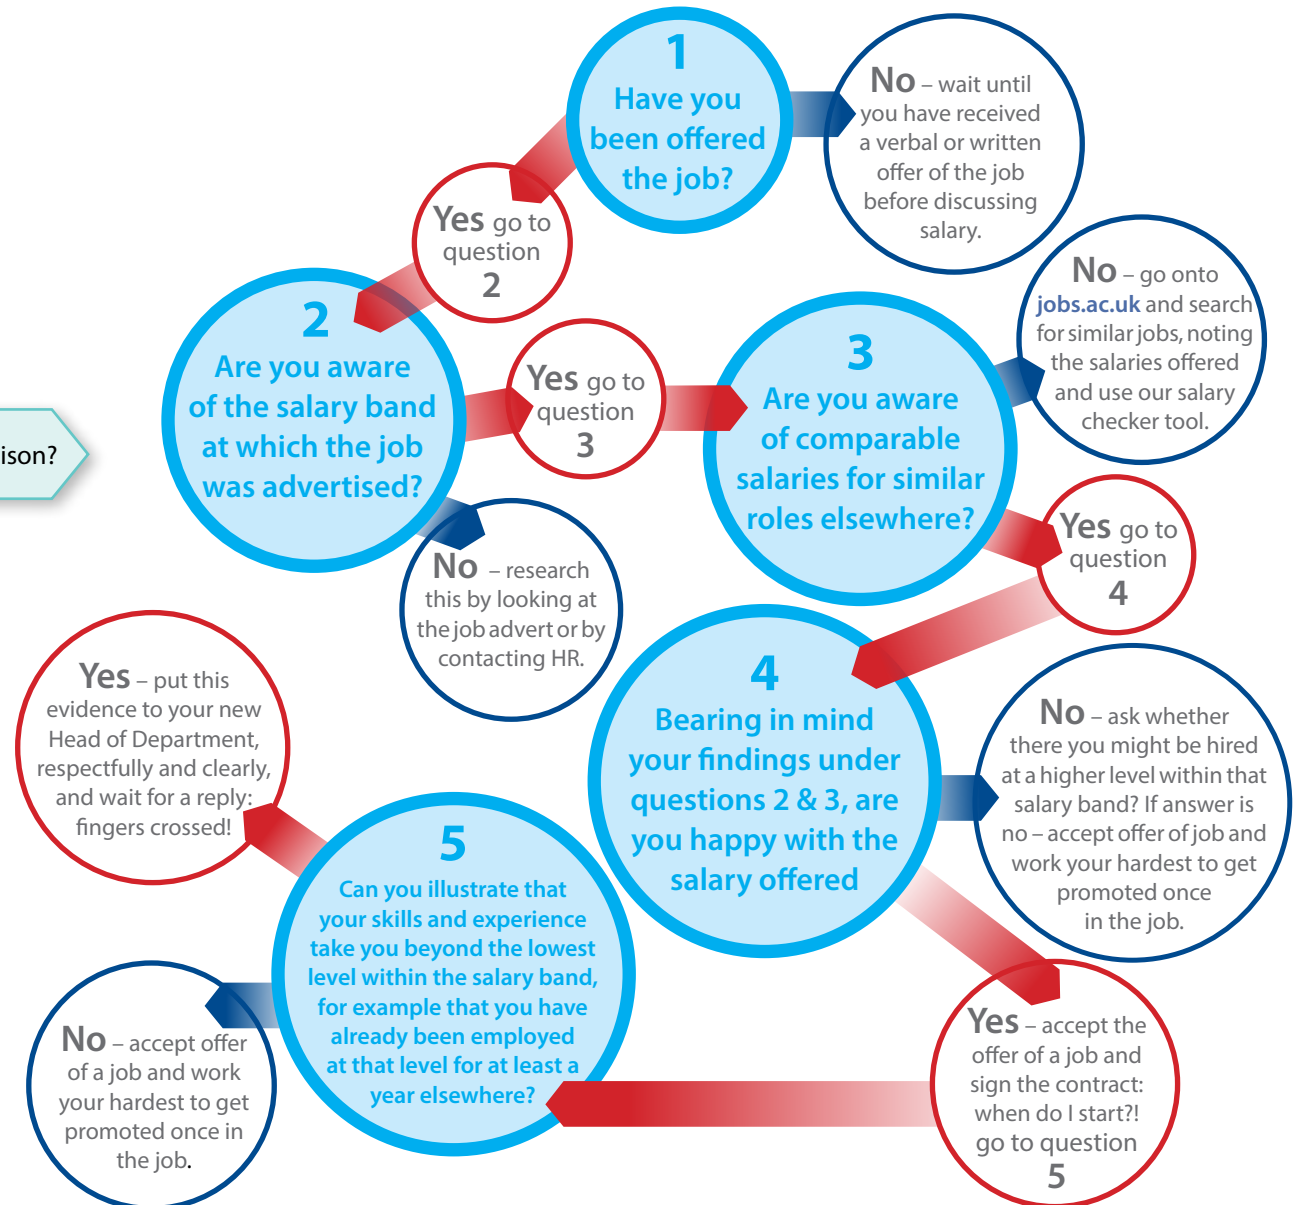 1
Have you
been offered
the job?
No – wait until
you have received
a verbal or written
offer of the job
before discussing
salary.
Yes go to
question
2
2
Are you aware
of the salary band
at which the job
was advertised?
Yes go to
question
3
No – research
this by looking at
the job advert or by
contacting HR.
3
Are you aware
of comparable
salaries for similar
roles elsewhere?
No – go onto
jobs.ac.uk and search
for similar jobs, noting
the salaries offered
and use our salary
checker tool.
Yes go to
question
4
ison?
4
Bearing in mind
your findings under
questions 2 & 3, are
you happy with the
salary offered
No – ask whether
there you might be hired
at a higher level within that
salary band? If answer is
no – accept offer of job and
work your hardest to get
promoted once
in the job.
Yes – accept the
offer of a job and
sign the contract:
when do I start?!
go to question
5
5
Can you illustrate that
your skills and experience
take you beyond the lowest
level within the salary band,
for example that you have
already been employed
at that level for at least a
year elsewhere?
Yes – put this
evidence to your new
Head of Department,
respectfully and clearly,
and wait for a reply:
fingers crossed!
No – accept offer
of a job and work
your hardest to get
promoted once in
the job.